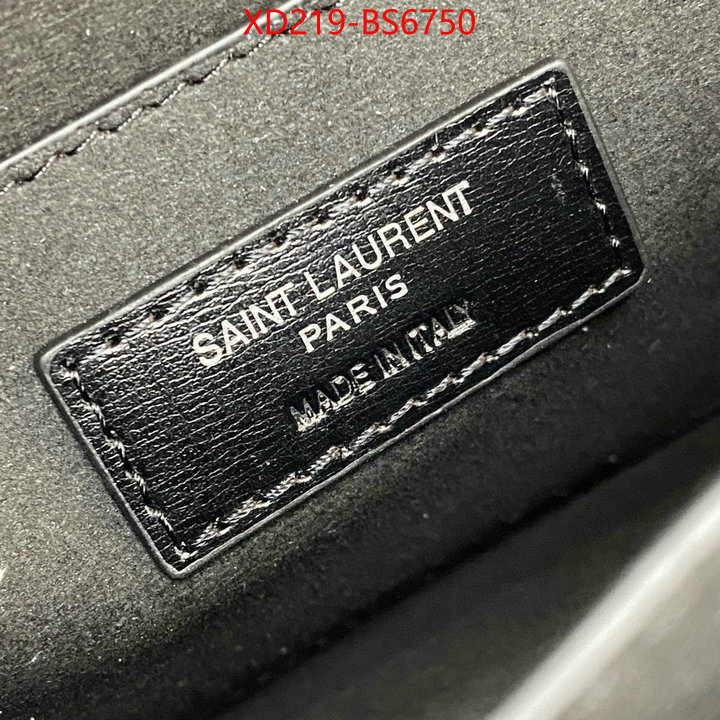 XD219-BS6750
SAINT LAURENT
PARIS
MADE IN ITALY